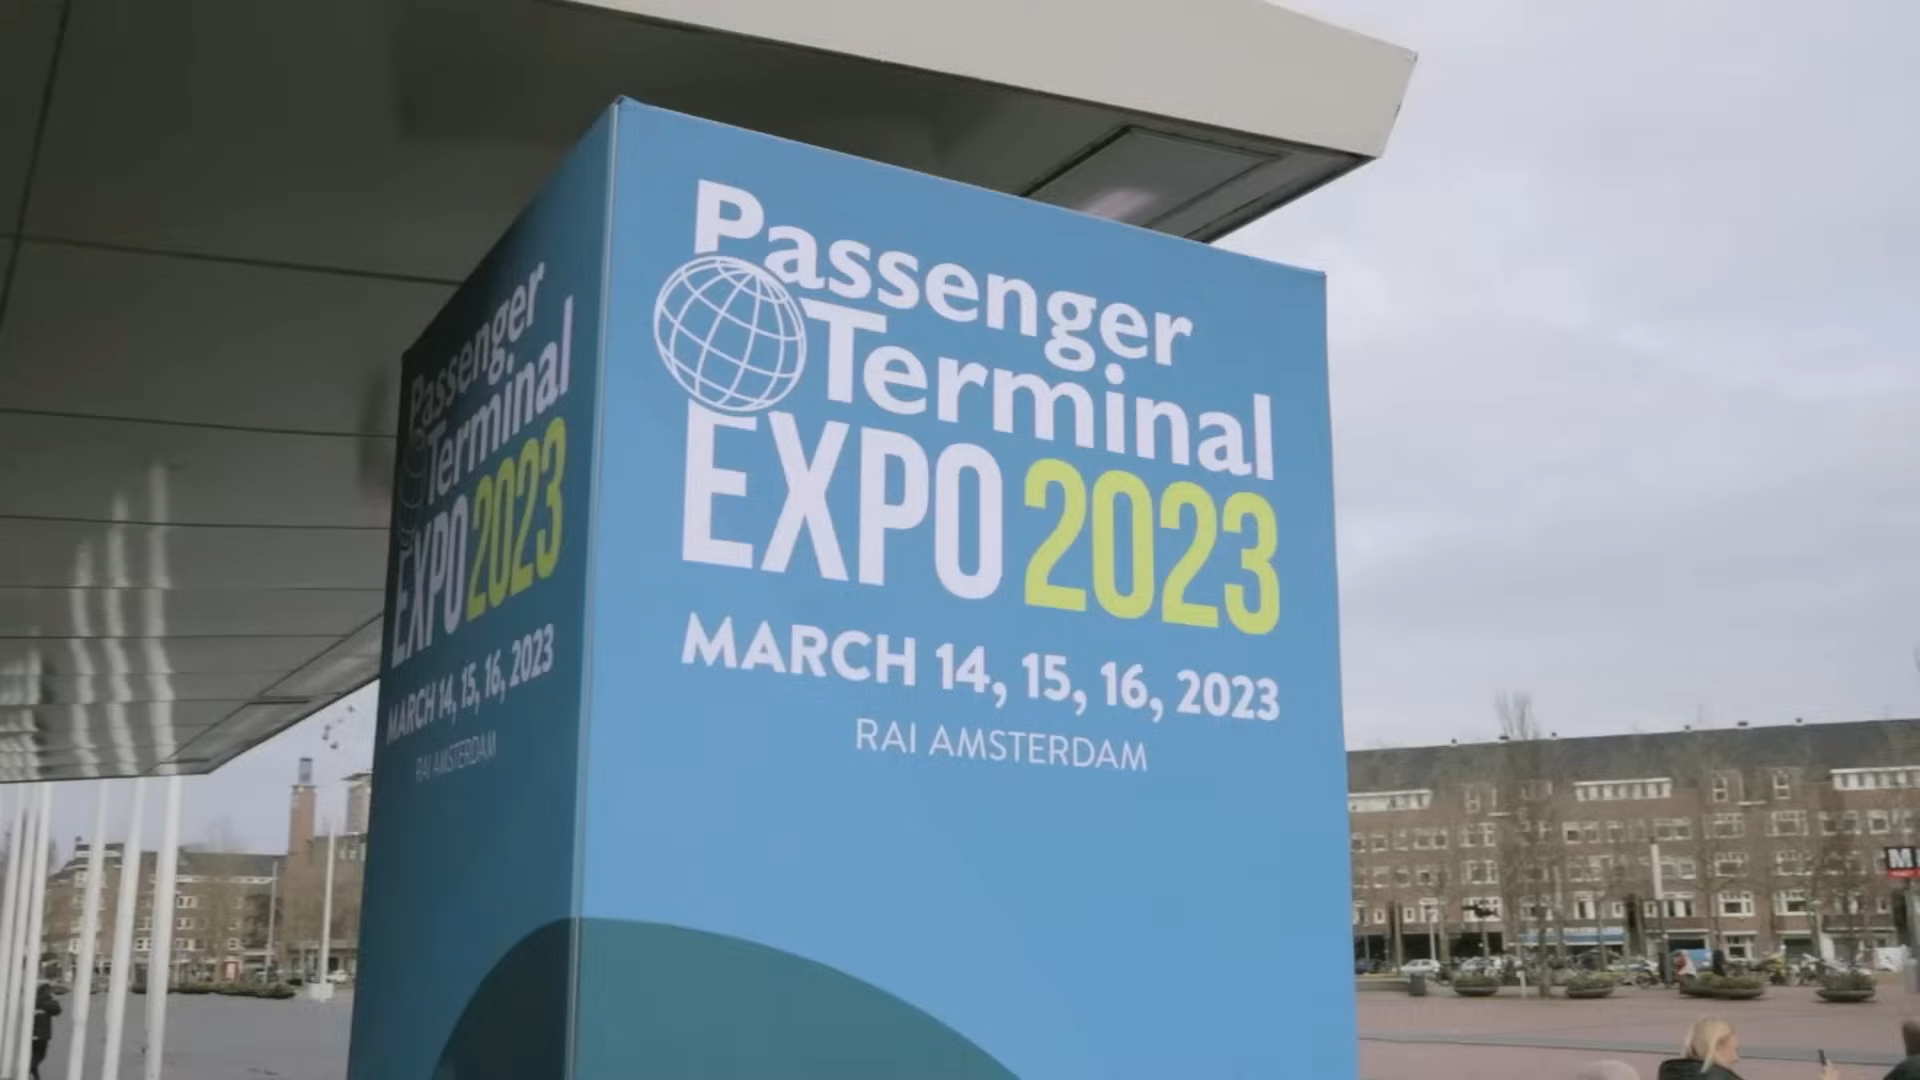 Passenger
Terminal
EXPO 2023
MARCH 14, 15, 16, 2023
RAI AMSTERDAM
Passenger
Terminal
EXPO 2023
MARCH 14, 15, 16, 2023
RAI AMSTERDAM
M